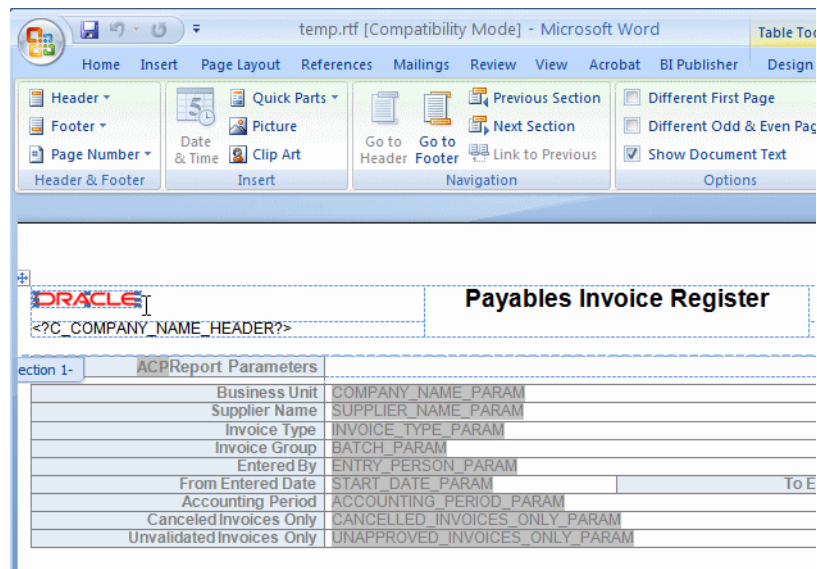 temp.rtf [Compatibility Mode] - Microsoft Word Table Too
Home Insert Page Layout References Mailings Review View Acrobat BI Publisher Design
Header Quick Parts Previous Section Different First Page
Footer Picture Next Section Different Odd & Even Pag
Page Number Date & Time Clip Art Go to Header Go to Footer Link to Previous Show Document Text
Header & Footer Insert Navigation Options
ORACLE Payables Invoice Register
<?C_COMPANY_NAME_HEADER?>
ection 1- ACPReport Parameters
Business Unit COMPANY_NAME_PARAM
Supplier Name SUPPLIER_NAME_PARAM
Invoice Type INVOICE_TYPE_PARAM
Invoice Group BATCH_PARAM
Entered By ENTRY_PERSON_PARAM
From Entered Date START_DATE_PARAM To E
Accounting Period ACCOUNTING_PERIOD_PARAM
Canceled Invoices Only CANCELLED_INVOICES_ONLY_PARAM
Unvalidated Invoices Only UNAPPROVED_INVOICES_ONLY_PARAM